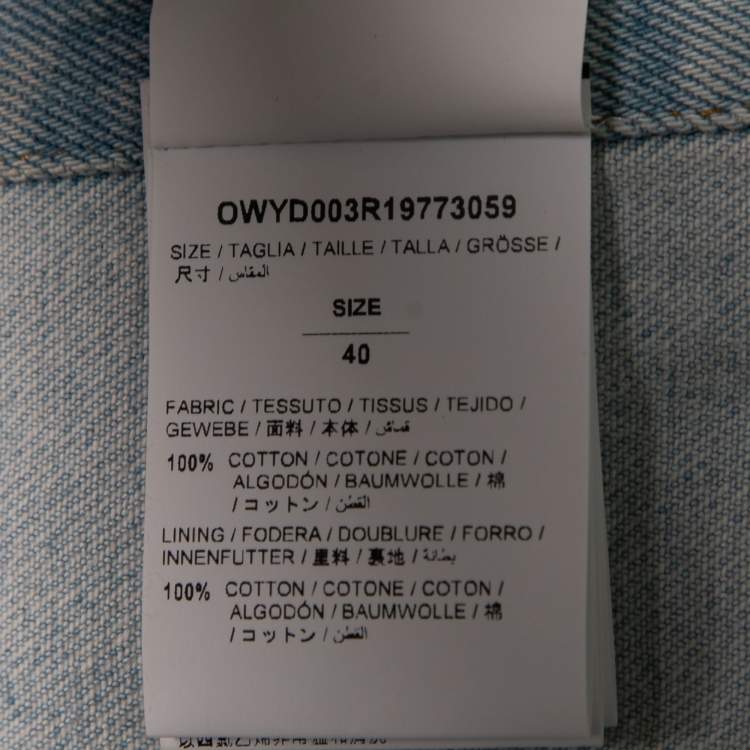 OWYD003R19773059
SIZE / TAGLIA / TAILLE / TALLA / GRÖSSE /
尺寸 / المقاس
SIZE
40
FABRIC / TESSUTO / TISSUS / TEJIDO /
GEWEBE / 面料 / 本体 / قماش
100% COTTON / COTONE / COTON /
ALGODÓN / BAUMWOLLE / 棉
/ コットン / القطن
LINING / FODERA / DOUBLURE / FORRO /
INNENFUTTER / 里料 / 裏地 / بطانة
100% COTTON / COTONE / COTON /
ALGODÓN / BAUMWOLLE / 棉
/ コットン / القطن